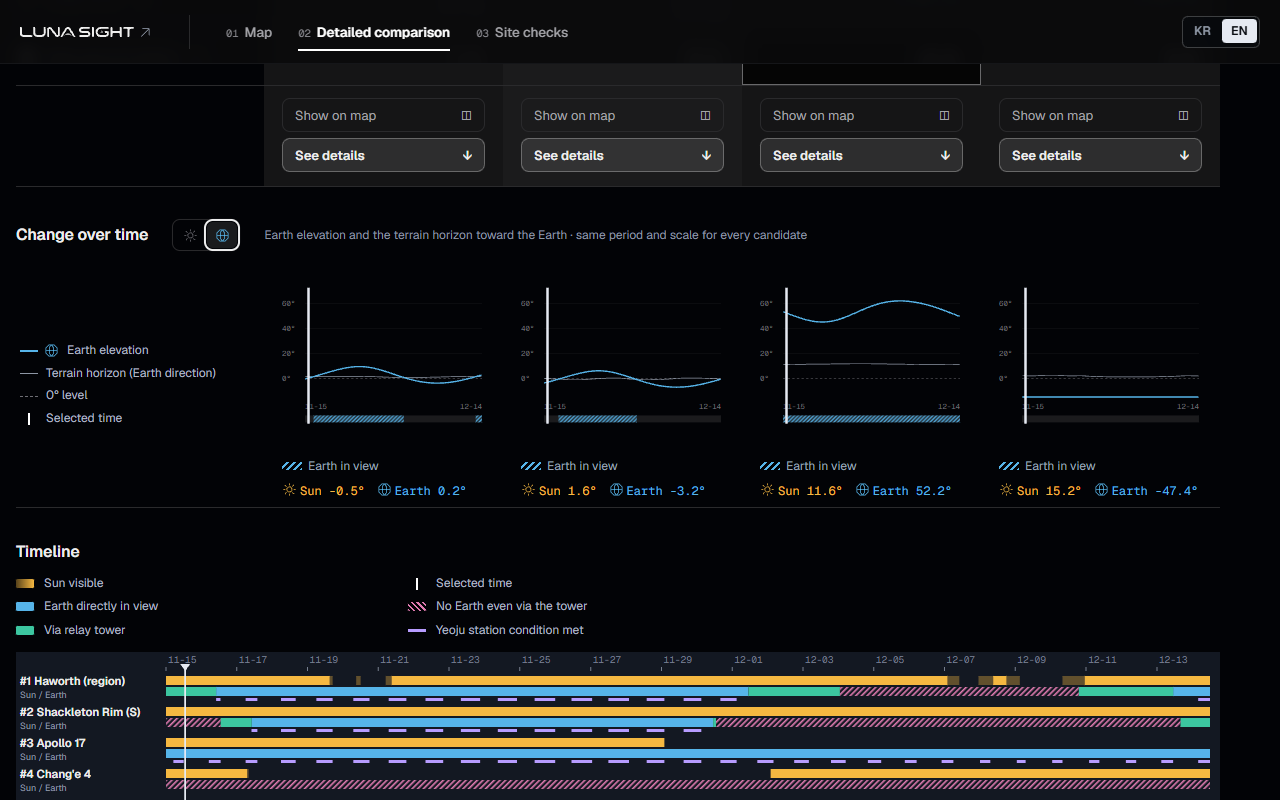 LUNA SIGHT
01 Map
02 Detailed comparison
03 Site checks
KR EN
Show on map Show on map Show on map Show on map
See details See details See details See details
Change over time
Earth elevation and the terrain horizon toward the Earth · same period and scale for every candidate
Earth elevation
Terrain horizon (Earth direction)
0° level
Selected time
60° 60° 60° 60°
40° 40° 40° 40°
20° 20° 20° 20°
0° 0° 0° 0°
11-15 12-14 11-15 12-14 11-15 12-14 11-15 12-14
Earth in view Earth in view Earth in view Earth in view
Sun -0.5° Earth 0.2° Sun 1.6° Earth -3.2° Sun 11.6° Earth 52.2° Sun 15.2° Earth -47.4°
Timeline
Sun visible Selected time
Earth directly in view No Earth even via the tower
Via relay tower Yeoju station condition met
11-15 11-17 11-19 11-21 11-23 11-25 11-27 11-29 12-01 12-03 12-05 12-07 12-09 12-11 12-13
#1 Haworth (region)
Sun / Earth
#2 Shackleton Rim (S)
Sun / Earth
#3 Apollo 17
Sun / Earth
#4 Chang'e 4
Sun / Earth